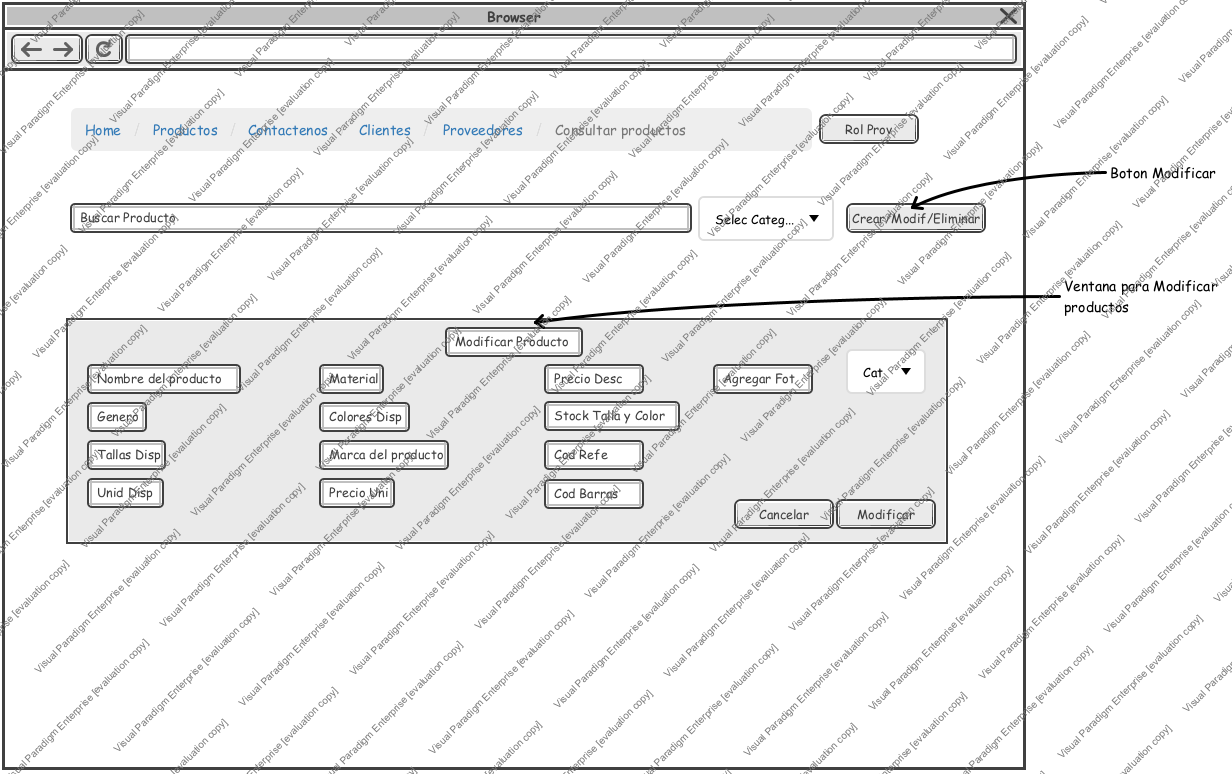 Browser
Home / Productos / Contactenos / Clientes / Proveedores / Consultar productos
Rol Prov
Boton Modificar
Buscar Producto
Selec Categ...
Crear/Modif/Eliminar
Ventana para Modificar
productos
Modificar Producto
Nombre del producto
Material
Precio Desc
Agregar Fot
Cat
Genero
Colores Disp
Stock Talla y Color
Tallas Disp
Marca del producto
Cod Refe
Unid Disp
Precio Uni
Cod Barras
Cancelar
Modificar
Visual Paradigm Enterprise [evaluation copy]